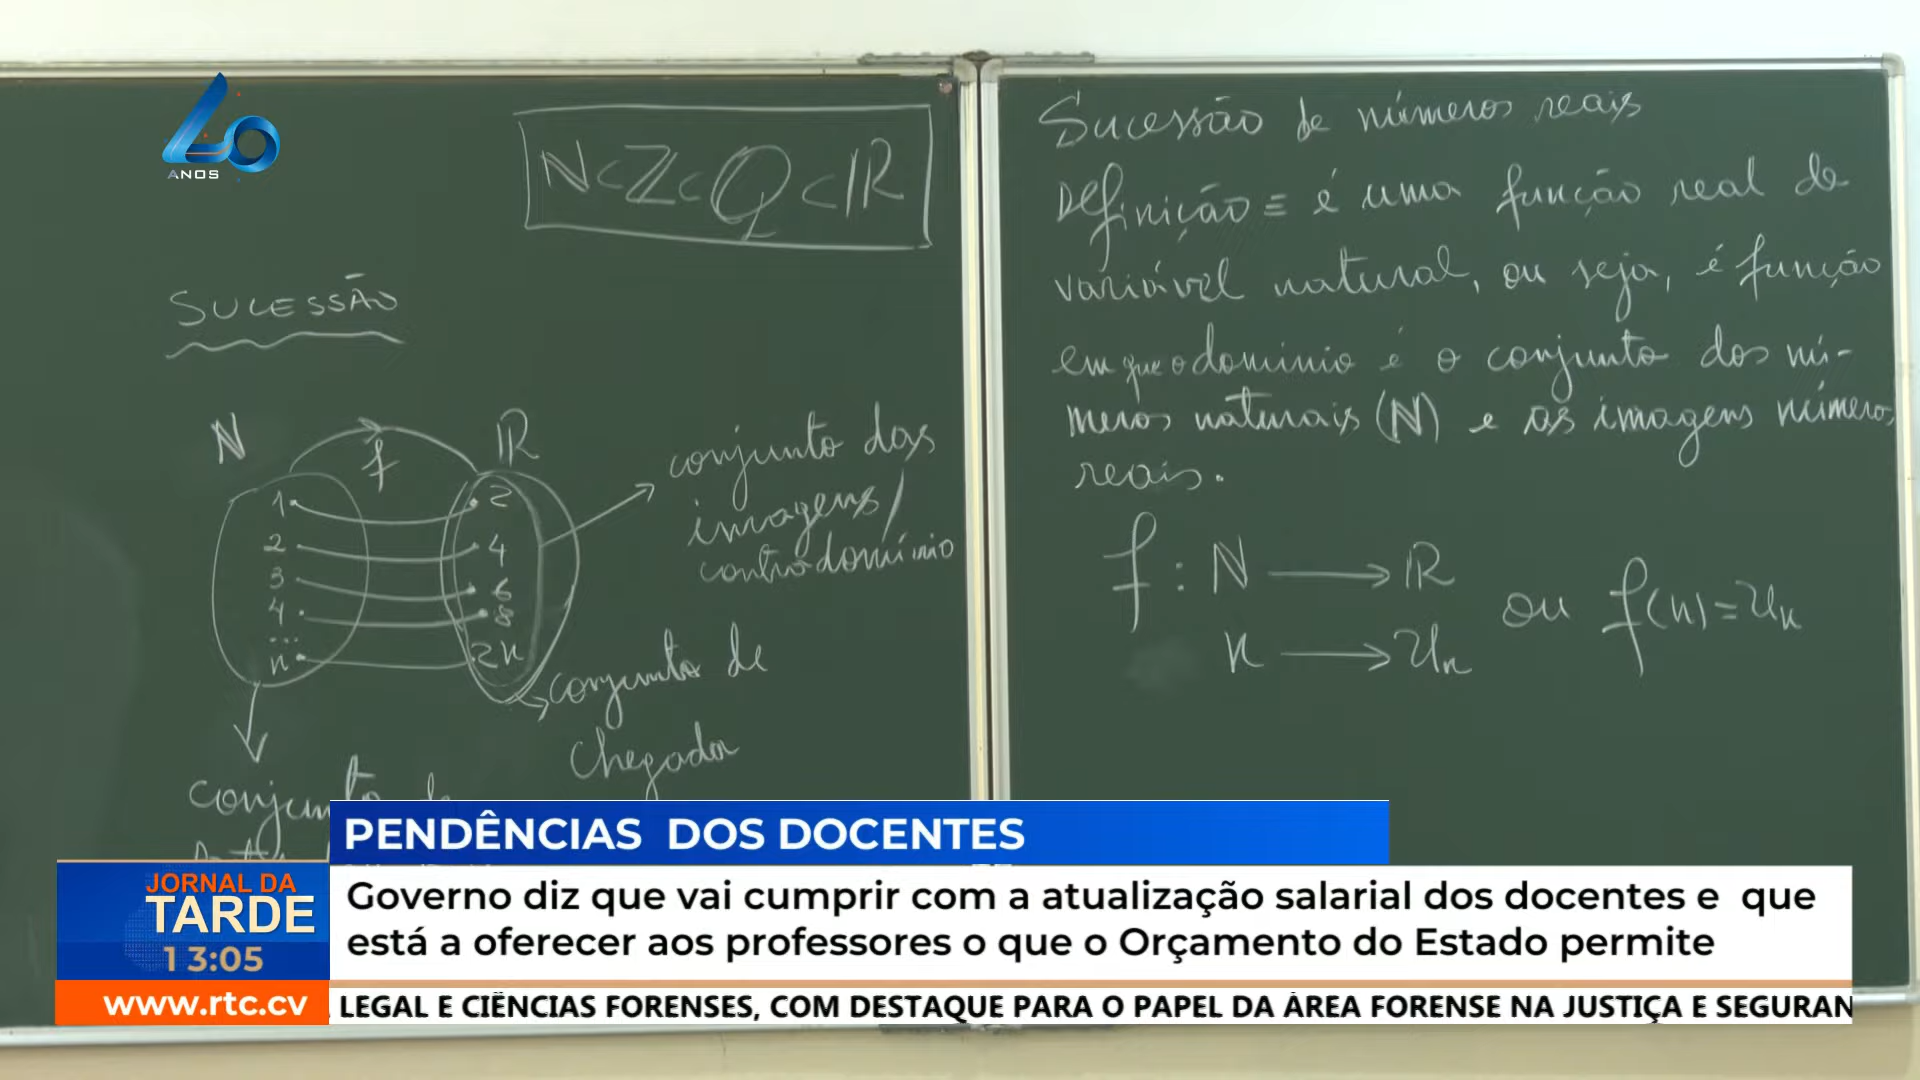 40
ANOS
ℕ⊂ℤ⊂ℚ⊂ℝ
SUCESSÃO
ℕ
f
ℝ
1
2
2
4
3
6
4
8
...
n
2n
conjunto das
imagens/
contradomínio
conjunto de
chegada
conjunto de
Sucessão de números reais
Definição ≡ é uma função real de
variável natural, ou seja, é função
em que o domínio é o conjunto dos nú-
meros naturais (ℕ) e as imagens números
reais.
f : ℕ → ℝ
n → Un
ou f(n) = Un
PENDÊNCIAS DOS DOCENTES
JORNAL DA
TARDE
13:05
Governo diz que vai cumprir com a atualização salarial dos docentes e que
está a oferecer aos professores o que o Orçamento do Estado permite
www.rtc.cv
LEGAL E CIÊNCIAS FORENSES, COM DESTAQUE PARA O PAPEL DA ÁREA FORENSE NA JUSTIÇA E SEGURAN